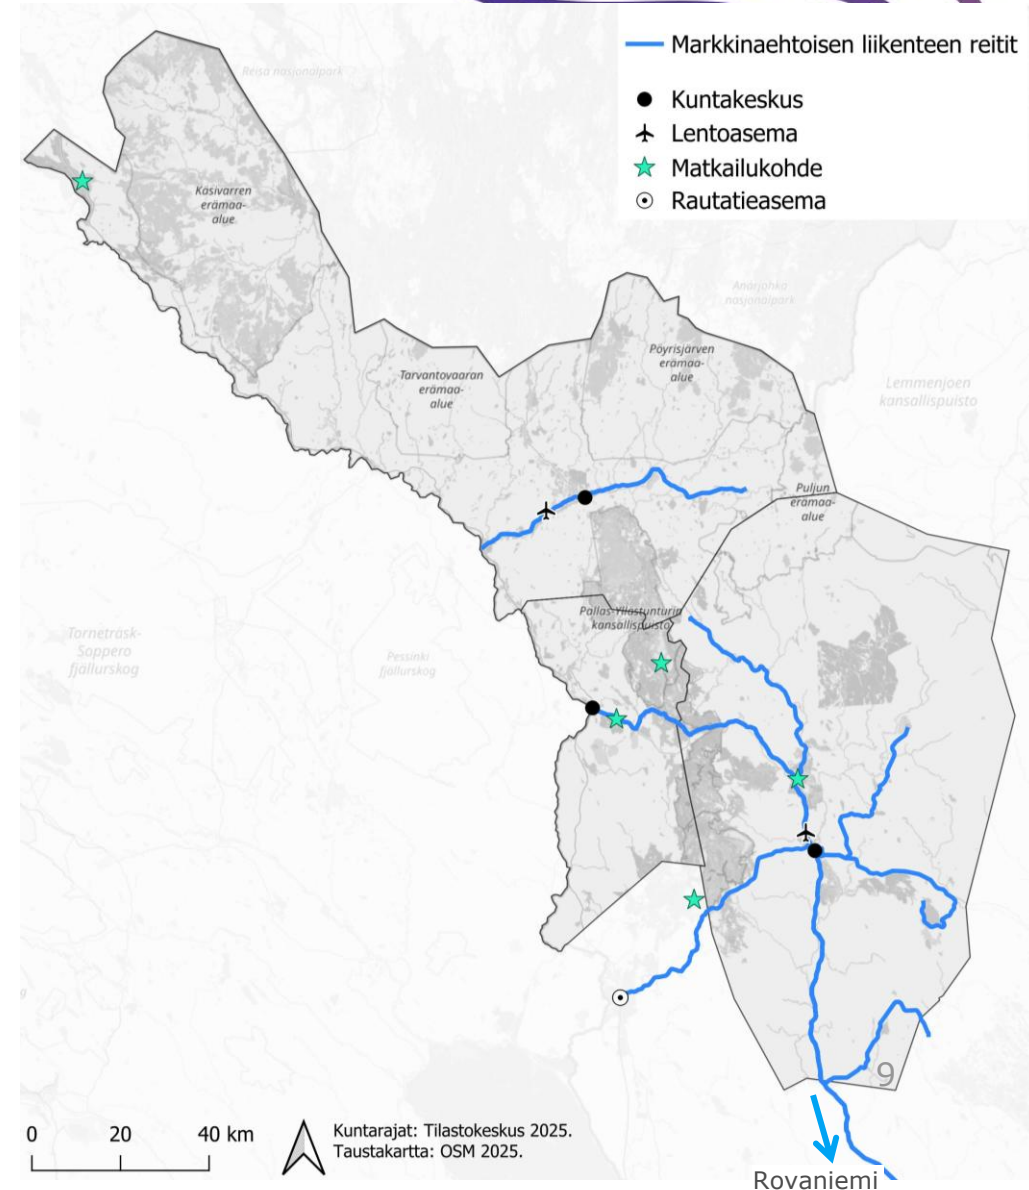 Markkinaehtoisen liikenteen reitit
Kuntakeskus
Lentoasema
Matkailukohde
Rautatieasema
Reisa nasjonalpark
Käsivarren
erämaa-
alue
Anarjohka
nasjonalpark
Pöyrisjärven
erämaa-
alue
Tarvantovaaran
erämaa-
alue
Lemmenjoen
kansallispuisto
Puljun
erämaa-
alue
Pallas-Yllästunturin
kansallispuisto
Torneträsk-
Soppero
fjällurskog
Pessinki
fjällurskog
9
0 20 40 km
Kuntarajat: Tilastokeskus 2025.
Taustakartta: OSM 2025.
Rovaniemi